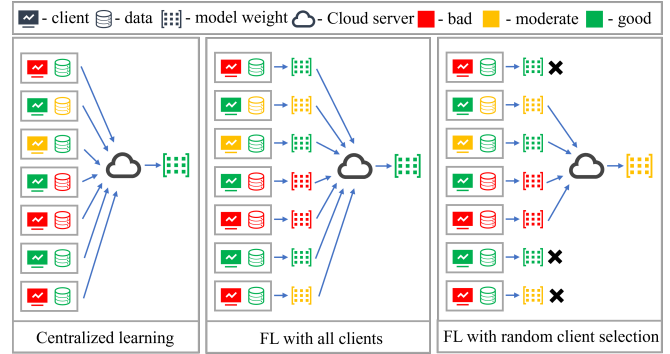 - client - data - model weight - Cloud server - bad - moderate - good
Centralized learning
FL with all clients
FL with random client selection